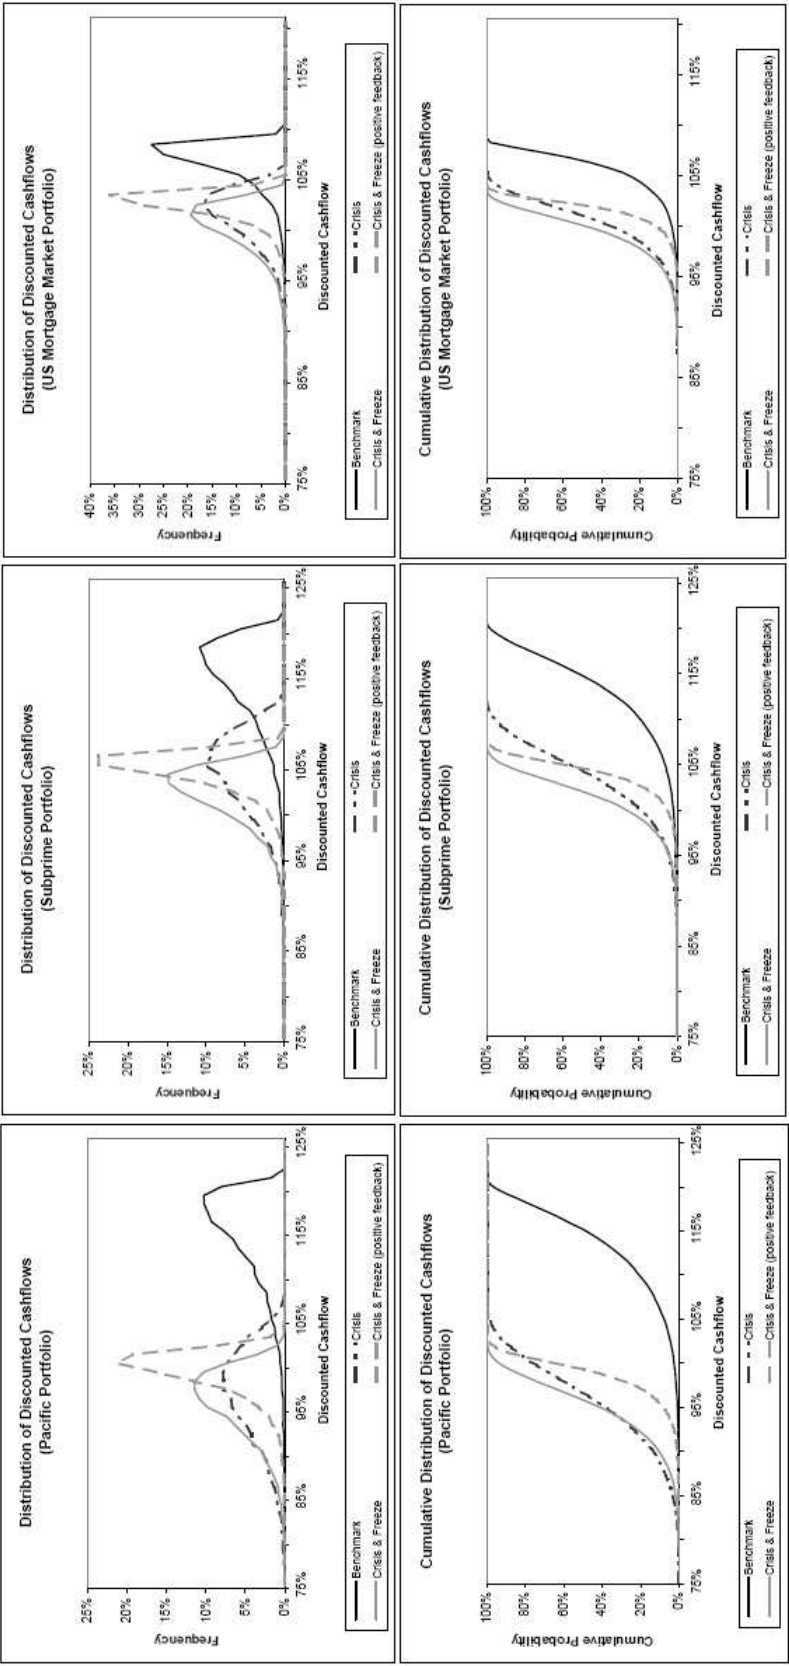 Distribution of Discounted Cashflows
(Pacific Portfolio)
25%
20%
15%
10%
5%
0%
Frequency
75% 85% 95% 105% 115% 125%
Discounted Cashflow
Benchmark Crisis
Crisis & Freeze Crisis & Freeze (positive feedback)
Distribution of Discounted Cashflows
(Subprime Portfolio)
25%
20%
15%
10%
5%
0%
Frequency
75% 85% 95% 105% 115% 125%
Discounted Cashflow
Benchmark Crisis
Crisis & Freeze Crisis & Freeze (positive feedback)
Distribution of Discounted Cashflows
(US Mortgage Market Portfolio)
40%
35%
30%
25%
20%
15%
10%
5%
0%
Frequency
75% 85% 95% 105% 115%
Discounted Cashflow
Benchmark Crisis
Crisis & Freeze Crisis & Freeze (positive feedback)
Cumulative Distribution of Discounted Cashflows
(Pacific Portfolio)
100%
80%
60%
40%
20%
0%
Cumulative Probability
75% 85% 95% 105% 115% 125%
Discounted Cashflow
Benchmark Crisis
Crisis & Freeze Crisis & Freeze (positive feedback)
Cumulative Distribution of Discounted Cashflows
(Subprime Portfolio)
100%
80%
60%
40%
20%
0%
Cumulative Probability
75% 85% 95% 105% 115% 125%
Discounted Cashflow
Benchmark Crisis
Crisis & Freeze Crisis & Freeze (positive feedback)
Cumulative Distribution of Discounted Cashflows
(US Mortgage Market Portfolio)
100%
80%
60%
40%
20%
0%
Cumulative Probability
75% 85% 95% 105% 115%
Discounted Cashflow
Benchmark Crisis
Crisis & Freeze Crisis & Freeze (positive feedback)